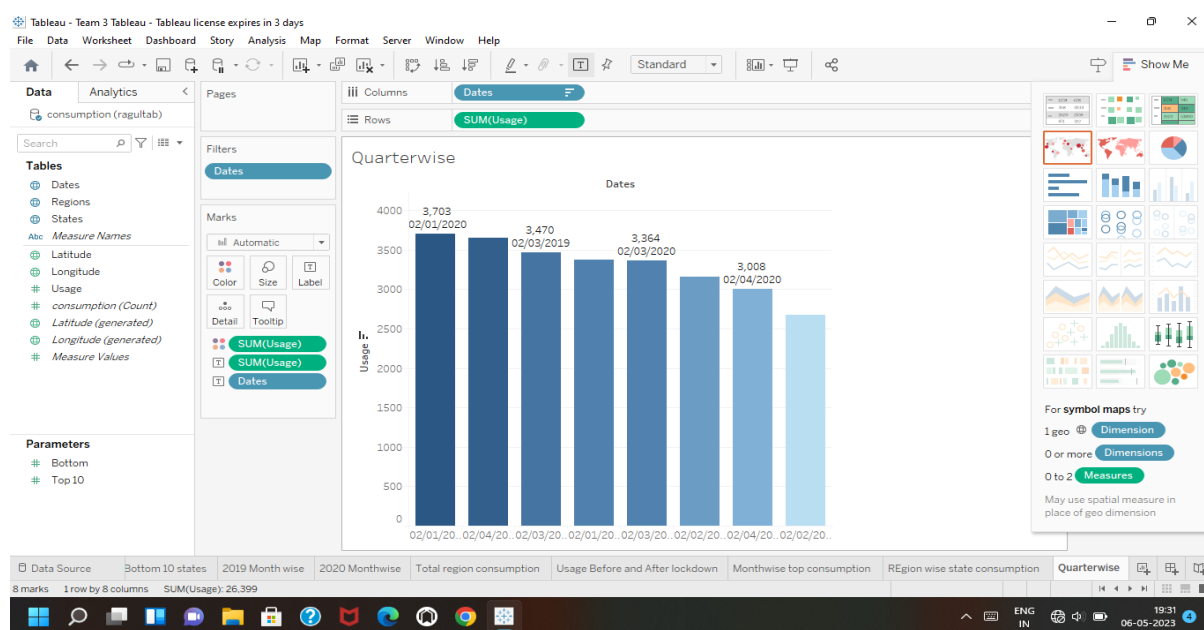 Tableau - Team 3 Tableau - Tableau license expires in 3 days
File Data Worksheet Dashboard Story Analysis Map Format Server Window Help
Standard
Show Me
Data Analytics
consumption (ragultab)
Search
Tables
Dates
Regions
States
Abc Measure Names
Latitude
Longitude
# Usage
# consumption (Count)
Latitude (generated)
Longitude (generated)
# Measure Values
Parameters
# Bottom
# Top 10
Pages
Filters
Dates
Marks
Automatic
Color Size Label
Detail Tooltip
SUM(Usage)
SUM(Usage)
Dates
Columns Dates
Rows SUM(Usage)
Quarterwise
Dates
Usage
4000
3500
3000
2500
2000
1500
1000
500
0
3,703
02/01/2020
3,470
02/03/2019
3,364
02/03/2020
3,008
02/04/2020
02/01/20.. 02/04/20.. 02/03/20.. 02/01/20.. 02/03/20.. 02/02/20.. 02/04/20.. 02/02/20..
For symbol maps try
1 geo Dimension
0 or more Dimensions
0 to 2 Measures
May use spatial measure in
place of geo dimension
Data Source Bottom 10 states 2019 Month wise 2020 Monthwise Total region consumption Usage Before and After lockdown Monthwise top consumption REgion wise state consumption Quarterwise
8 marks 1 row by 8 columns SUM(Usage): 26,399
ENG
IN
19:31
06-05-2023
4